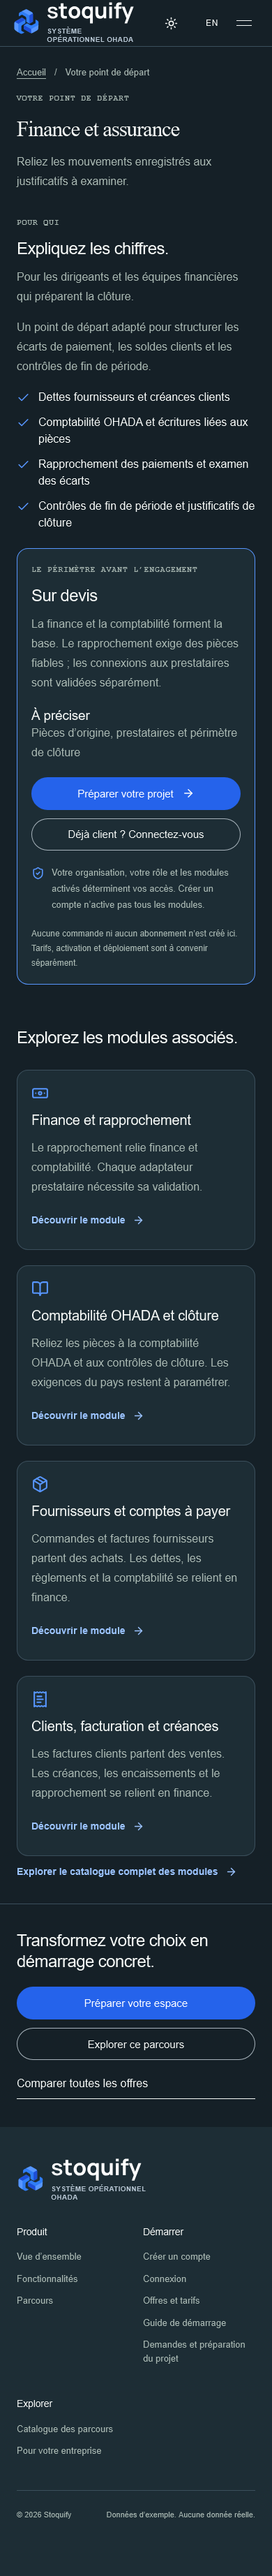 stoquify
SYSTÈME
OPÉRATIONNEL OHADA
EN
Accueil / Votre point de départ
VOTRE POINT DE DÉPART
Finance et assurance
Reliez les mouvements enregistrés aux
justificatifs à examiner.
POUR QUI
Expliquez les chiffres.
Pour les dirigeants et les équipes financières
qui préparent la clôture.
Un point de départ adapté pour structurer les
écarts de paiement, les soldes clients et les
contrôles de fin de période.
Dettes fournisseurs et créances clients
Comptabilité OHADA et écritures liées aux
pièces
Rapprochement des paiements et examen
des écarts
Contrôles de fin de période et justificatifs de
clôture
LE PÉRIMÈTRE AVANT L’ENGAGEMENT
Sur devis
La finance et la comptabilité forment la
base. Le rapprochement exige des pièces
fiables ; les connexions aux prestataires
sont validées séparément.
À préciser
Pièces d’origine, prestataires et périmètre
de clôture
Préparer votre projet
Déjà client ? Connectez-vous
Votre organisation, votre rôle et les modules
activés déterminent vos accès. Créer un
compte n’active pas tous les modules.
Aucune commande ni aucun abonnement n’est créé ici.
Tarifs, activation et déploiement sont à convenir
séparément.
Explorez les modules associés.
Finance et rapprochement
Le rapprochement relie finance et
comptabilité. Chaque adaptateur
prestataire nécessite sa validation.
Découvrir le module
Comptabilité OHADA et clôture
Reliez les pièces à la comptabilité
OHADA et aux contrôles de clôture. Les
exigences du pays restent à paramétrer.
Découvrir le module
Fournisseurs et comptes à payer
Commandes et factures fournisseurs
partent des achats. Les dettes, les
règlements et la comptabilité se relient en
finance.
Découvrir le module
Clients, facturation et créances
Les factures clients partent des ventes.
Les créances, les encaissements et le
rapprochement se relient en finance.
Découvrir le module
Explorer le catalogue complet des modules
Transformez votre choix en
démarrage concret.
Préparer votre espace
Explorer ce parcours
Comparer toutes les offres
stoquify
SYSTÈME OPÉRATIONNEL
OHADA
Produit
Vue d’ensemble
Fonctionnalités
Parcours
Démarrer
Créer un compte
Connexion
Offres et tarifs
Guide de démarrage
Demandes et préparation
du projet
Explorer
Catalogue des parcours
Pour votre entreprise
© 2026 Stoquify
Données d’exemple. Aucune donnée réelle.